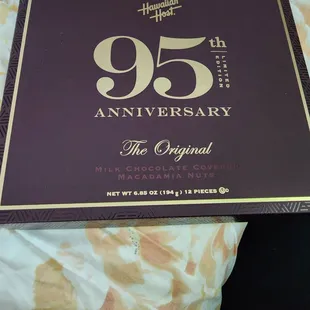 Hawaiian
Host
95th
LIMITED
EDITION
ANNIVERSARY
The Original
MILK CHOCOLATE COVERED
MACADAMIA NUTS
NET WT 6.85 OZ (194 g) 12 PIECES